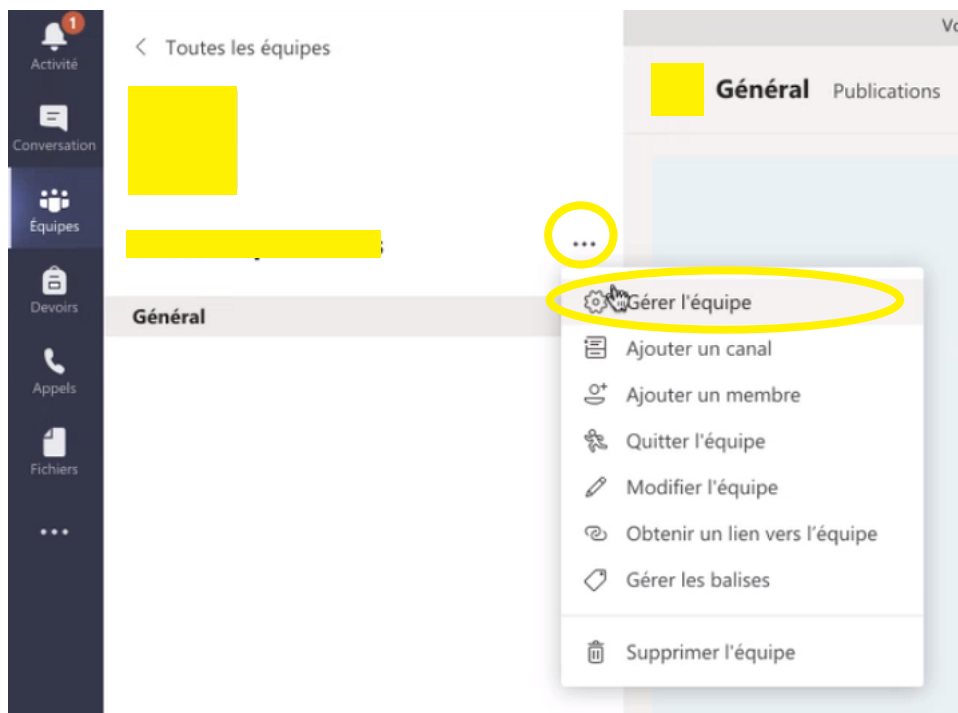 1
Activité
Conversation
Équipes
Devoirs
Appels
Fichiers
Toutes les équipes
Général
Général Publications
Gérer l'équipe
Ajouter un canal
Ajouter un membre
Quitter l'équipe
Modifier l'équipe
Obtenir un lien vers l'équipe
Gérer les balises
Supprimer l'équipe